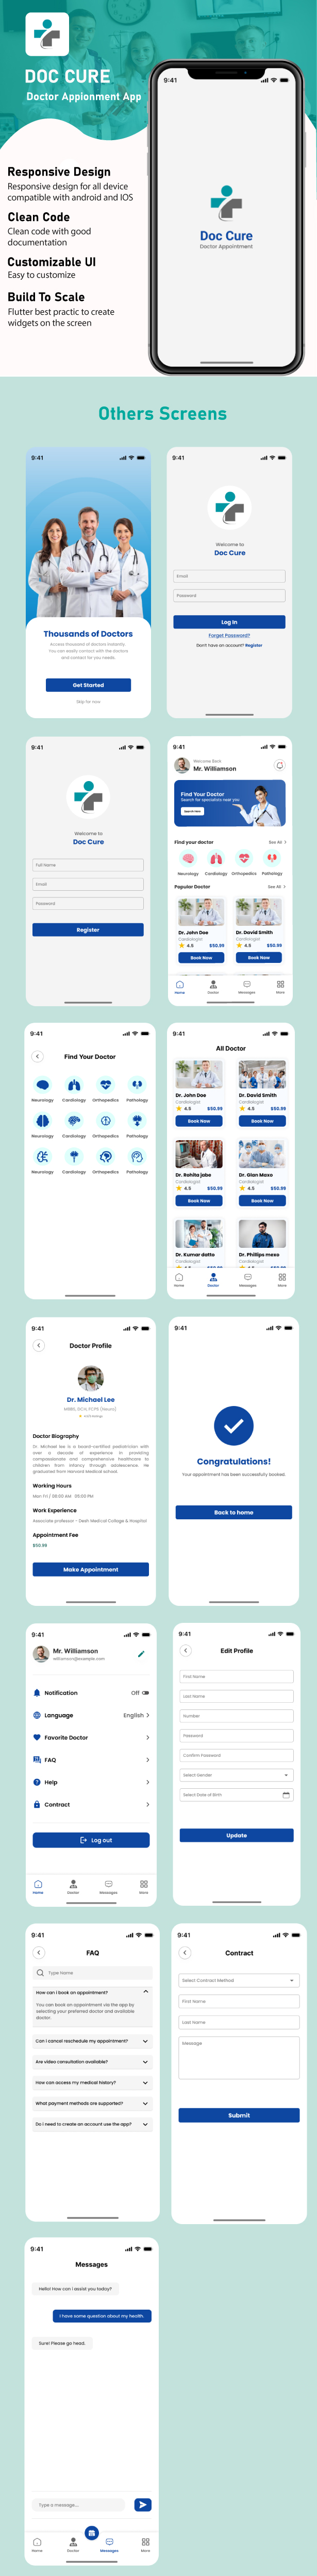 DOC CURE
Doctor Appionment App
9:41
Doc Cure
Doctor Appointment
Responsive Design
Responsive design for all device
compatible with android and IOS
Clean Code
Clean code with good
documentation
Customizable UI
Easy to customize
Build To Scale
Flutter best practic to create
widgets on the screen
Others Screens
9:41
Thousands of Doctors
Access thousand of doctors instantly.
You can easily contact with the doctors
and contact for you needs.
Get Started
Skip for now
9:41
Welcome to
Doc Cure
Email
Password
Log In
Forget Password?
Don't have an account? Register
9:41
Welcome to
Doc Cure
Full Name
Email
Password
Register
9:41
Welcome Back
Mr. Williamson
Find Your Doctor
Search for specialists near you
Find your doctor See All
Neurology Cardiology Orthopedics Pathology
Popular Doctor See All
Dr. John Doe Dr. David Smith
Cardiologist Cardiologist
4.5 $50.99 4.5 $50.99
Book Now Book Now
Home Doctor Messages More
9:41
Find Your Doctor
Neurology Cardiology Orthopedics Pathology
Neurology Cardiology Orthopedics Pathology
Neurology Cardiology Orthopedics Pathology
9:41
All Doctor
Dr. John Doe Dr. David Smith
Cardiologist Cardiologist
4.5 $50.99 4.5 $50.99
Book Now Book Now
Dr. Rohita jabe Dr. Glan Maxo
Cardiologist Cardiologist
4.5 $50.99 4.5 $50.99
Book Now Book Now
Dr. Kumar datto Dr. Phillips mexo
Cardiologist Cardiologist
Home Doctor Messages More
9:41
Doctor Profile
Dr. Michael Lee
MBBS, DCH, FCPS (Neuro)
Doctor Biography
Dr. Michael Lee is a board-certified pediatrician with
over a decade of experience in providing
compassionate and comprehensive healthcare to
children from infancy through adolescence. He
graduated from Harvard Medical school.
Working Hours
Mon Fri / 08:00 AM 05:00 PM
Work Experience
Associate professor - Desh Medical Collage & Hospital
Appointment Fee
$50.99
Make Appointment
9:41
Congratulations!
Your appointment has been successfully booked.
Back to home
9:41
Mr. Williamson
williamson@example.com
Notification Off
Language English
Favorite Doctor
FAQ
Help
Contract
Log out
Home Doctor Messages More
9:41
Edit Profile
First Name
Last Name
Number
Password
Confirm Password
Select Gender
Select Date of Birth
Update
9:41
FAQ
Type Name
How can I book an appointment?
You can book an appointment via the app by
selecting your preferred doctor and available
doctor.
Can I cancel reschedule my appointment?
Are video consultation available?
How can access my medical history?
What payment methods are supported?
Do I need to create an account use the app?
9:41
Contract
Select Contract Method
First Name
Last Name
Message
Submit
9:41
Messages
Hello! How can I assist you today?
I have some question about my health.
Sure! Please go head.
Type a message...
Home Doctor Messages More